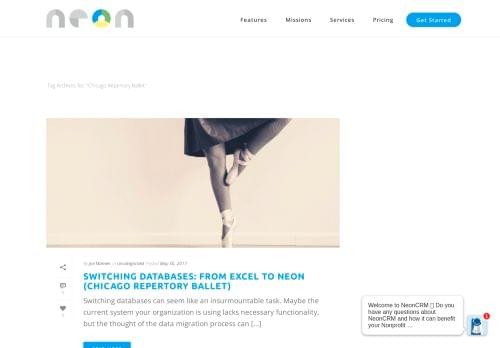 neon
Features Missions Services Pricing Get Started
Tag Archives for: "Chicago Repertory Ballet"
by Joe Moriner In Uncategorized Posted May 30, 2017
SWITCHING DATABASES: FROM EXCEL TO NEON
(CHICAGO REPERTORY BALLET)
Switching databases can seem like an insurmountable task. Maybe the
current system your organization is using lacks necessary functionality,
but the thought of the data migration process can [...]
Welcome to NeonCRM Do you
have any questions about
NeonCRM and how it can benefit
your Nonprofit ...
1